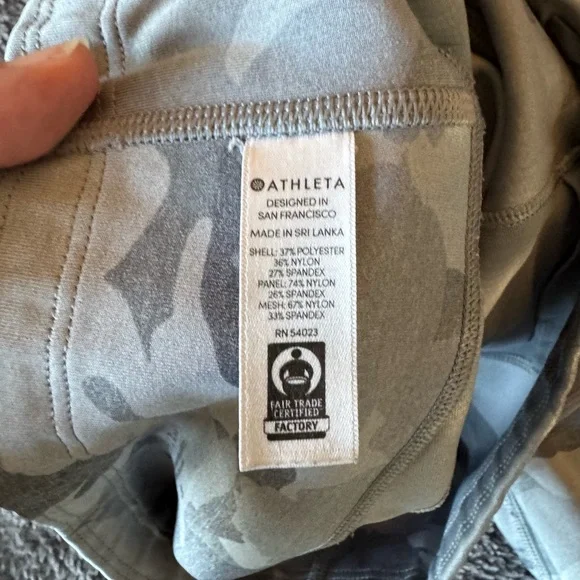 ATHLETA
DESIGNED IN
SAN FRANCISCO
MADE IN SRI LANKA
SHELL: 37% POLYESTER
36% NYLON
27% SPANDEX
PANEL: 74% NYLON
26% SPANDEX
MESH: 67% NYLON
33% SPANDEX
RN 54023
FAIR TRADE
CERTIFIED
FACTORY